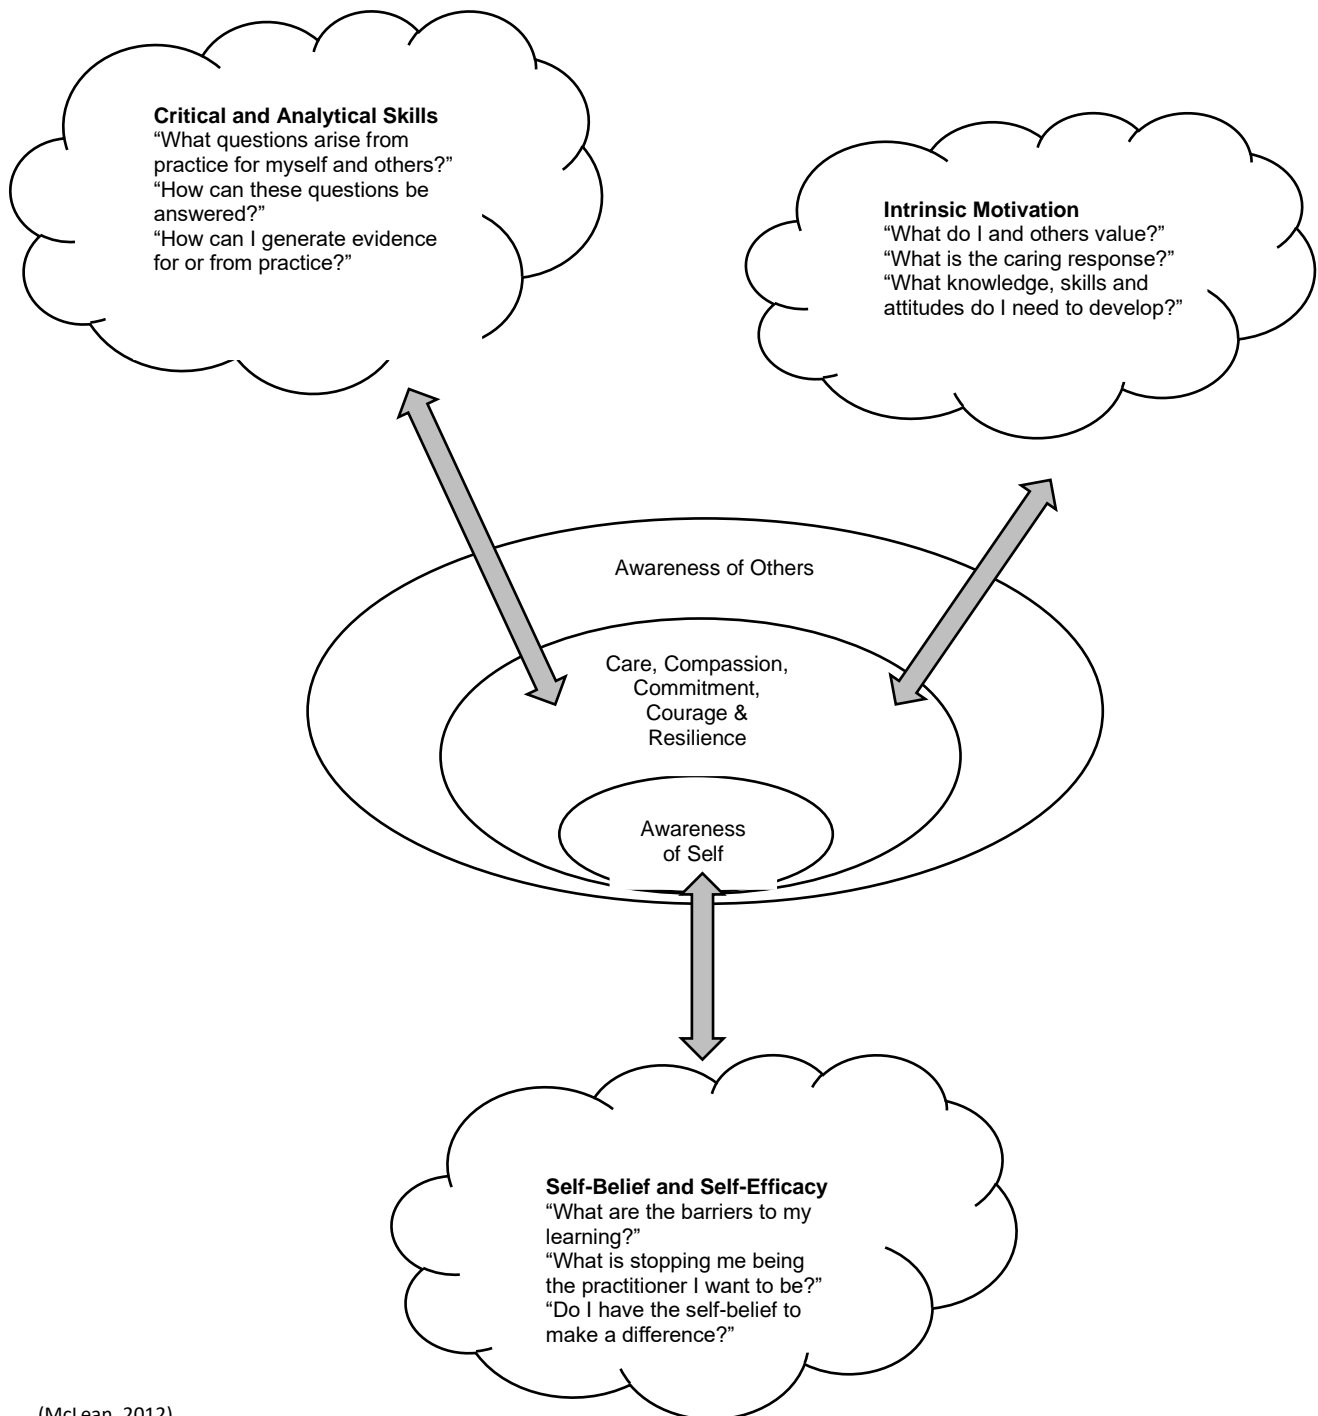 Critical and Analytical Skills
“What questions arise from
practice for myself and others?”
“How can these questions be
answered?”
“How can I generate evidence
for or from practice?”
Intrinsic Motivation
“What do I and others value?”
“What is the caring response?”
“What knowledge, skills and
attitudes do I need to develop?”
Awareness of Others
Care, Compassion,
Commitment,
Courage &
Resilience
Awareness
of Self
Self-Belief and Self-Efficacy
“What are the barriers to my
learning?”
“What is stopping me being
the practitioner I want to be?”
“Do I have the self-belief to
make a difference?”
(McLean, 2012)